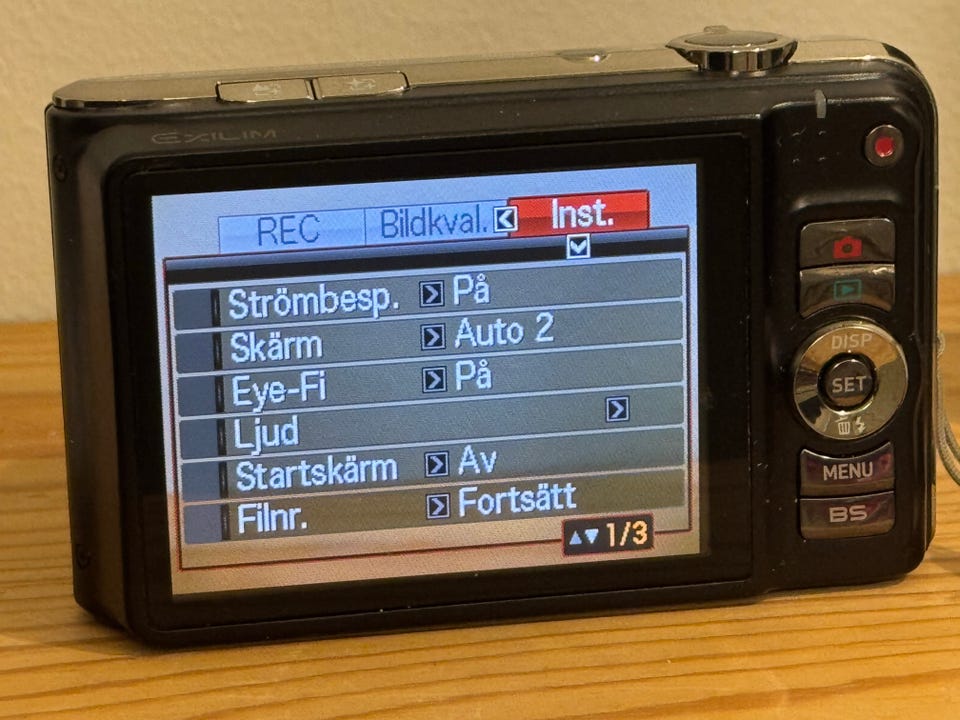 EXILIM
REC Bildkval. Inst.
Strömbesp. På
Skärm Auto 2
Eye-Fi På
Ljud
Startskärm Av
Filnr. Fortsätt
1/3
DISP
SET
MENU
BS